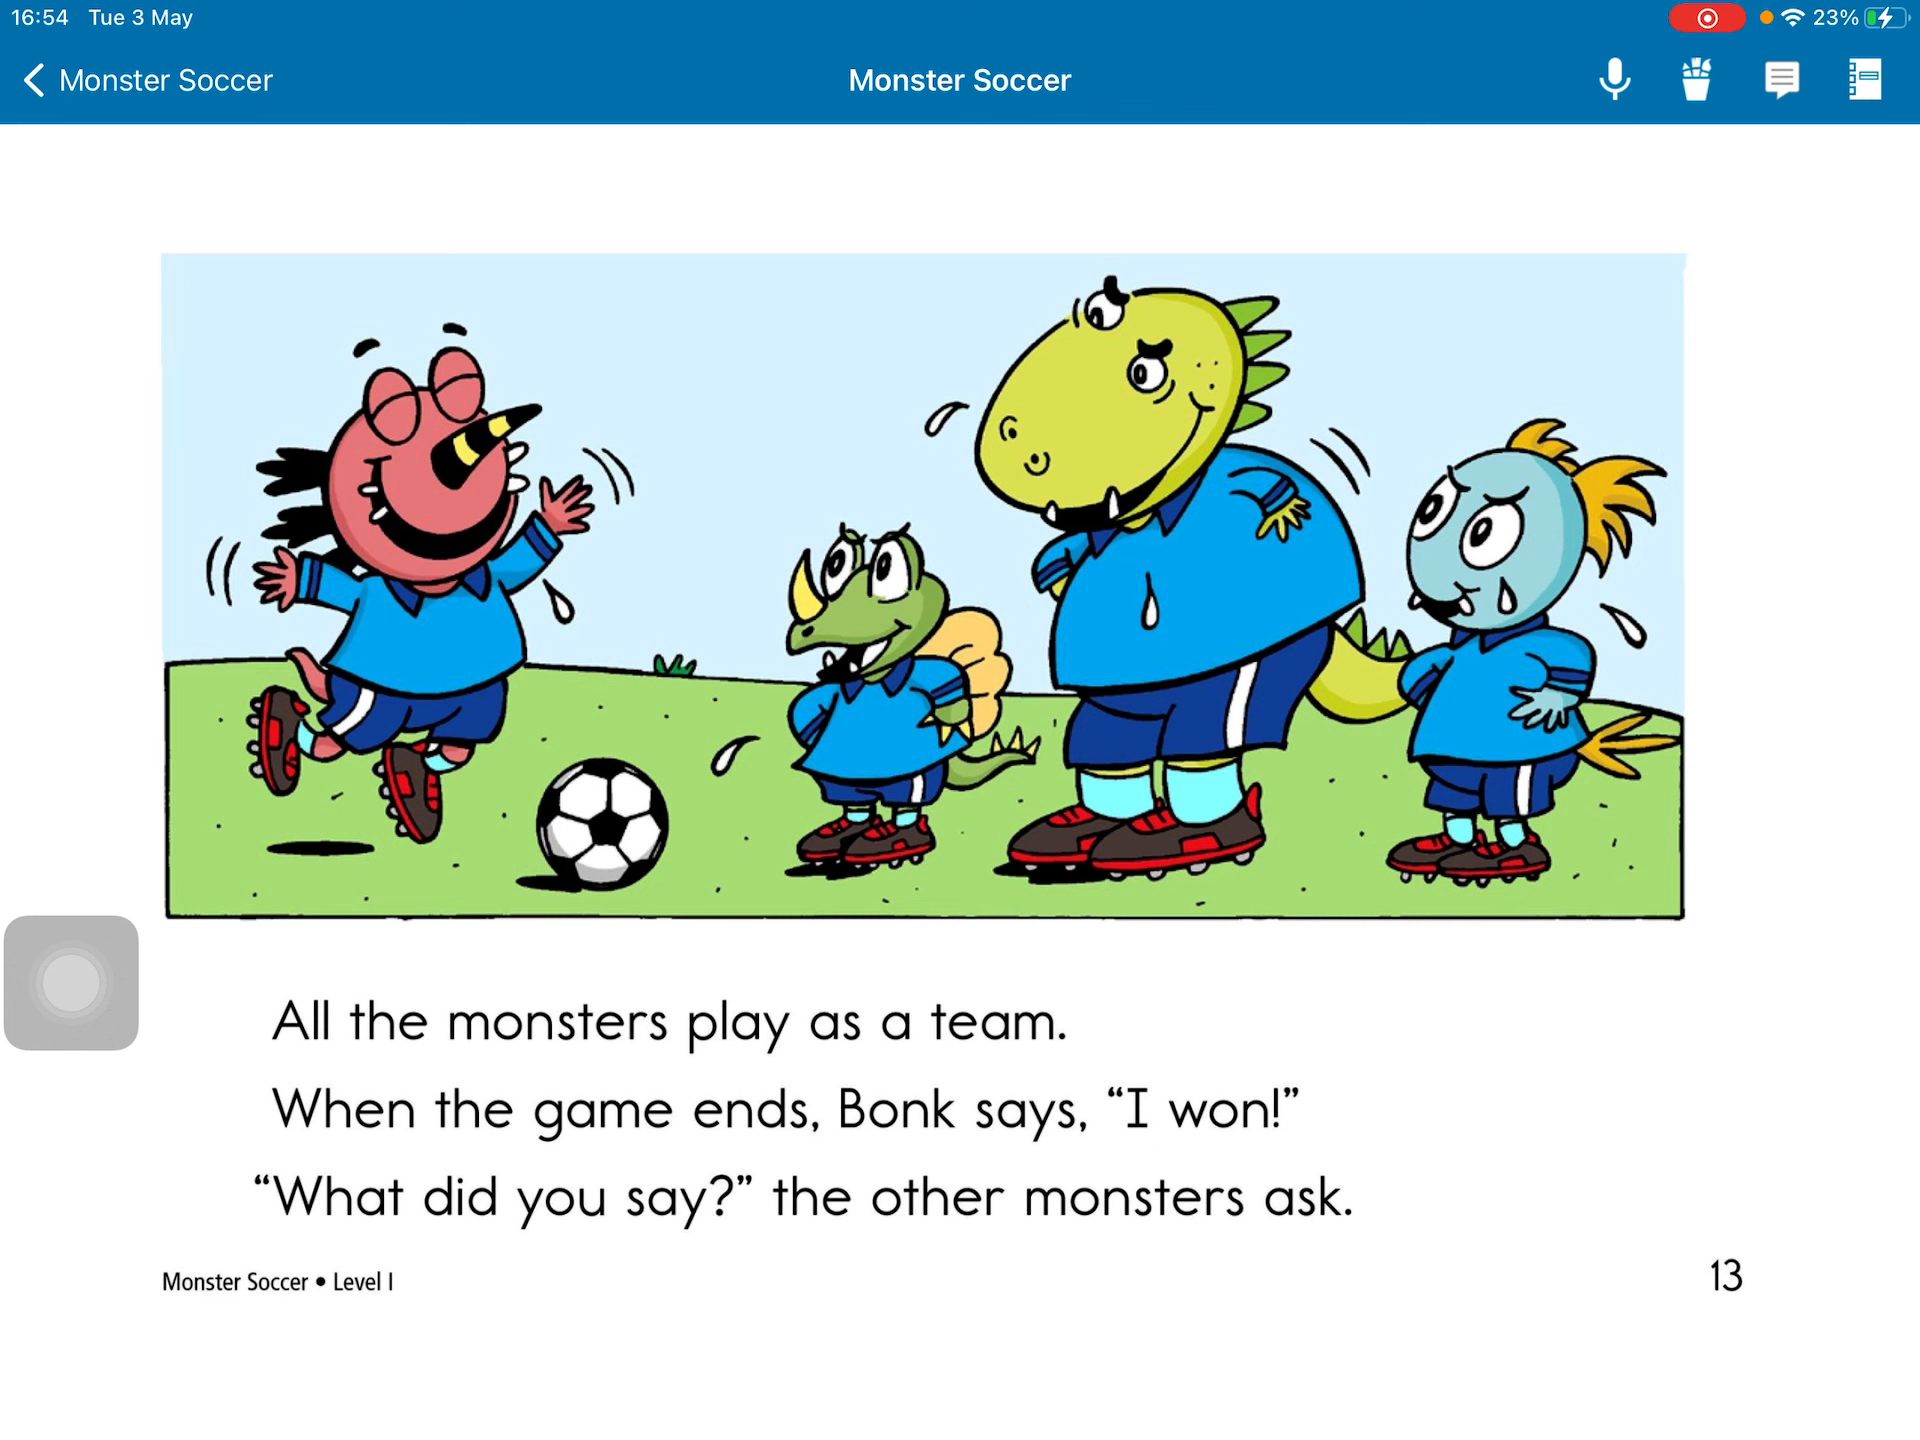 16:54 Tue 3 May 23%
Monster Soccer Monster Soccer
All the monsters play as a team.
When the game ends, Bonk says, “I won!”
“What did you say?” the other monsters ask.
Monster Soccer • Level I 13